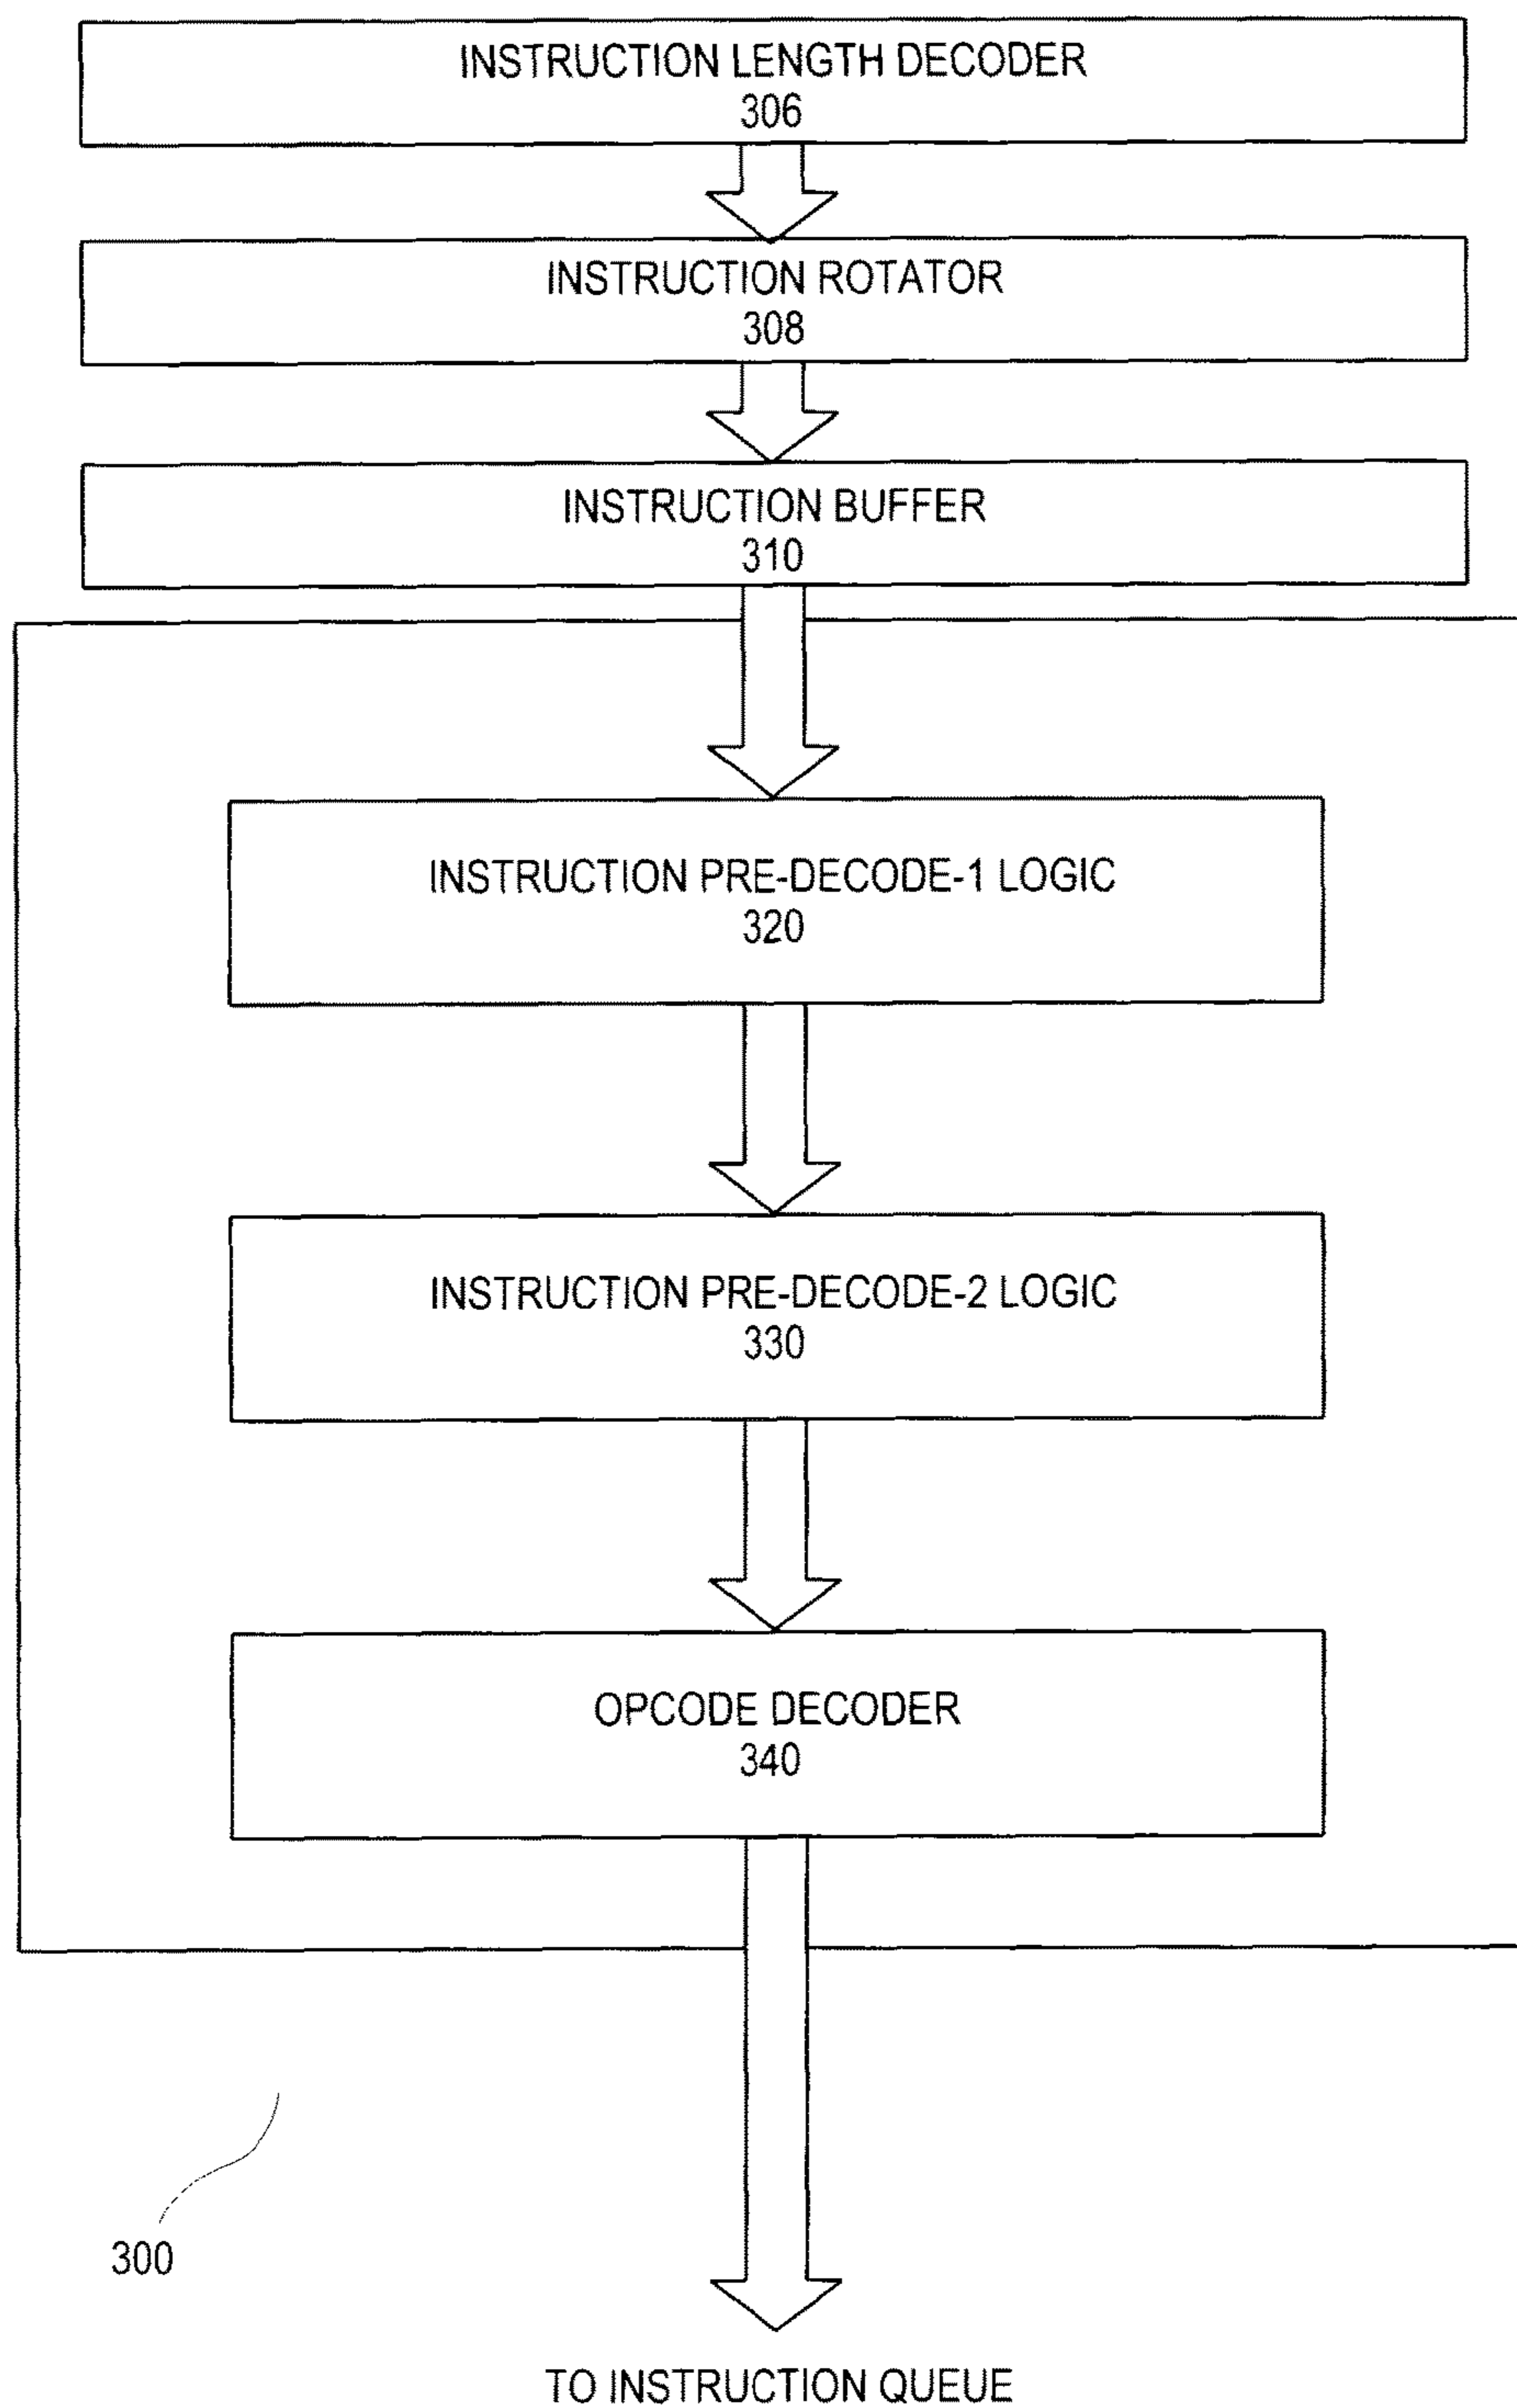 INSTRUCTION LENGTH DECODER
306
INSTRUCTION ROTATOR
308
INSTRUCTION BUFFER
310
INSTRUCTION PRE-DECODE-1 LOGIC
320
INSTRUCTION PRE-DECODE-2 LOGIC
330
OPCODE DECODER
340
300
TO INSTRUCTION QUEUE